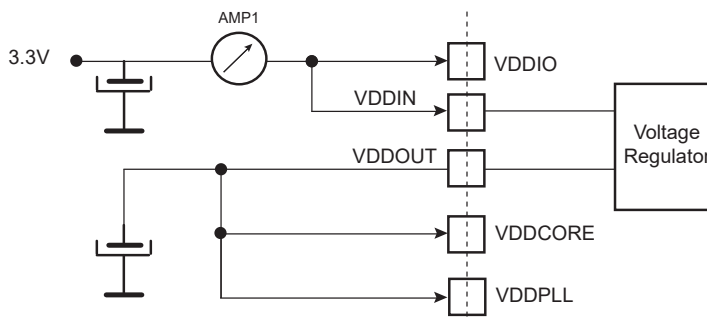 AMP1
3.3V
VDDIO
VDDIN
Voltage
Regulator
VDDOUT
VDDCORE
VDDPLL